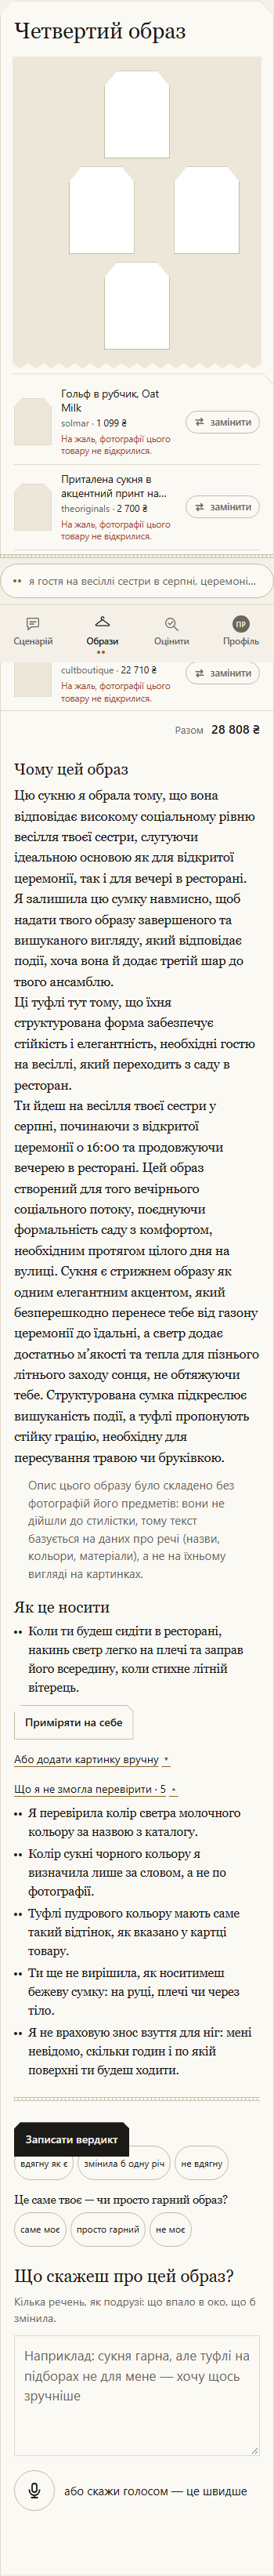 Четвертий образ
Гольф в рубчик, Oat
Milk
solmar · 1 099 ₴
На жаль, фотографії цього
товару не відкрилися.
замінити
Приталена сукня в
акцентний принт на...
theoriginals · 2 700 ₴
На жаль, фотографії цього
товару не відкрилися.
замінити
я гостя на весіллі сестри в серпні, церемоні...
Сценарій
Образи
Оцінити
ПР
Профіль
cultboutique · 22 710 ₴
На жаль, фотографії цього
товару не відкрилися.
замінити
Разом 28 808 ₴
Чому цей образ
Цю сукню я обрала тому, що вона
відповідає високому соціальному рівню
весілля твоєї сестри, слугуючи
ідеальною основою як для відкритої
церемонії, так і для вечері в ресторані.
Я залишила цю сумку навмисно, щоб
надати твого образу завершеного та
вишуканого вигляду, який відповідає
події, хоча вона й додає третій шар до
твого ансамблю.
Ці туфлі тут тому, що їхня
структурована форма забезпечує
стійкість і елегантність, необхідні гостю
на весіллі, який переходить з саду в
ресторан.
Ти йдеш на весілля твоєї сестри у
серпні, починаючи з відкритої
церемонії о 16:00 та продовжуючи
вечерею в ресторані. Цей образ
створений для того вечірнього
соціального потоку, поєднуючи
формальність саду з комфортом,
необхідним протягом цілого дня на
вулиці. Сукня є стрижнем образу як
одним елегантним акцентом, який
безперешкодно перенесе тебе від газону
церемонії до їдальні, а светр додає
достатньо м’якості та тепла для пізнього
літнього заходу сонця, не обтяжуючи
тебе. Структурована сумка підкреслює
вишуканість події, а туфлі пропонують
стійку грацію, необхідну для
пересування травою чи бруківкою.
Опис цього образу було складено без
фотографій його предметів: вони не
дійшли до стилістки, тому текст
базується на даних про речі (назви,
кольори, матеріали), а не на їхньому
вигляді на картинках.
Як це носити
Коли ти будеш сидіти в ресторані,
накинь светр легко на плечі та заправ
його всередину, коли стихне літній
вітерець.
Приміряти на себе
Або додати картинку вручну
Що я не змогла перевірити · 5
Я перевірила колір светра молочного
кольору за назвою з каталогу.
Колір сукні чорного кольору я
визначила лише за словом, а не по
фотографії.
Туфлі пудрового кольору мають саме
такий відтінок, як вказано у картці
товару.
Ти ще не вирішила, як носитимеш
бежеву сумку: на руці, плечі чи через
тіло.
Я не враховую знос взуття для ніг: мені
невідомо, скільки годин і по якій
поверхні ти будеш ходити.
Записати вердикт
вдягну як є
змінила б одну річ
не вдягну
Це саме твоє — чи просто гарний образ?
саме моє
просто гарний
не моє
Що скажеш про цей образ?
Кілька речень, як подрузі: що впало в око, що б
змінила.
Наприклад: сукня гарна, але туфлі на
підборах не для мене — хочу щось
зручніше
або скажи голосом — це швидше